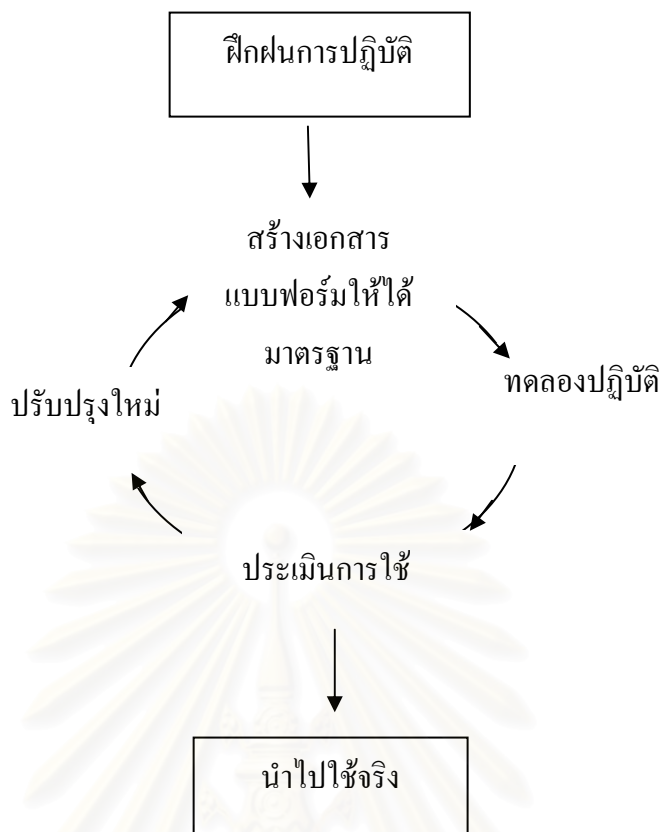 ฝึกฝนการปฏิบัติ
สร้างเอกสาร
แบบฟอร์มให้ได้
มาตรฐาน
ทดลองปฏิบัติ
ปรับปรุงใหม่
ประเมินการใช้
นำไปใช้จริง